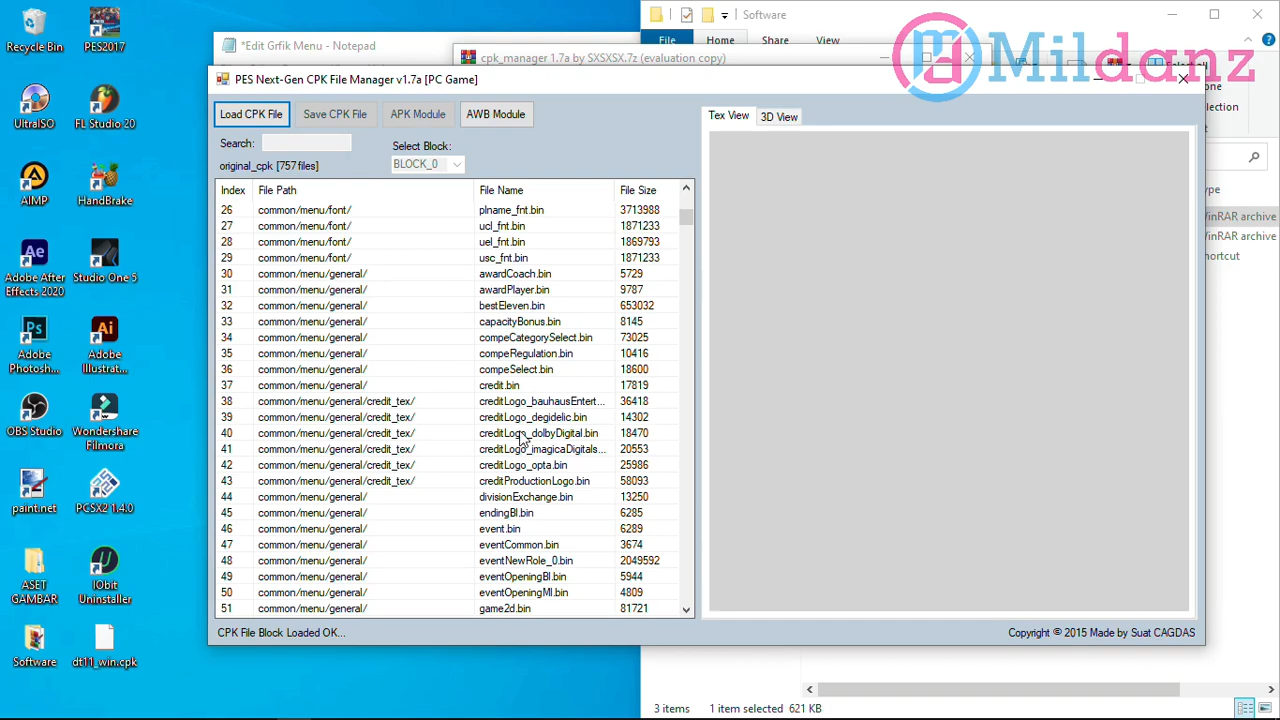 Recycle Bin
PES2017
UltraISO
FL Studio 20
AIMP
HandBrake
Adobe After Effects 2020
Studio One 5
Adobe Photosh...
Adobe Illustrat...
OBS Studio
Wondershare Filmora
paint.net
PCSX2 1.4.0
ASET GAMBAR
IObit Uninstaller
Software
dt11_win.cpk
*Edit Grfik Menu - Notepad
cpk_manager 1.7a by SXSXSX.7z (evaluation copy)
Software
File Home Share View
Mildanz
PES Next-Gen CPK File Manager v1.7a [PC Game]
Load CPK File Save CPK File APK Module AWB Module
Search:
Select Block:
original_cpk [757files]
BLOCK_0
Tex View 3D View
Index File Path File Name File Size
26 common/menu/font/ plname_fnt.bin 3713988
27 common/menu/font/ ucl_fnt.bin 1871233
28 common/menu/font/ uel_fnt.bin 1869793
29 common/menu/font/ usc_fnt.bin 1871233
30 common/menu/general/ awardCoach.bin 5729
31 common/menu/general/ awardPlayer.bin 9787
32 common/menu/general/ bestEleven.bin 653032
33 common/menu/general/ capacityBonus.bin 8145
34 common/menu/general/ compeCategorySelect.bin 73025
35 common/menu/general/ compeRegulation.bin 10416
36 common/menu/general/ compeSelect.bin 18600
37 common/menu/general/ credit.bin 17819
38 common/menu/general/credit_tex/ creditLogo_bauhausEntert... 36418
39 common/menu/general/credit_tex/ creditLogo_degidelic.bin 14302
40 common/menu/general/credit_tex/ creditLogo_dolbyDigital.bin 18470
41 common/menu/general/credit_tex/ creditLogo_imagicaDigitals... 20553
42 common/menu/general/credit_tex/ creditLogo_opta.bin 25986
43 common/menu/general/credit_tex/ creditProductionLogo.bin 58093
44 common/menu/general/ divisionExchange.bin 13250
45 common/menu/general/ endingBl.bin 6285
46 common/menu/general/ event.bin 6289
47 common/menu/general/ eventCommon.bin 3674
48 common/menu/general/ eventNewRole_0.bin 2049592
49 common/menu/general/ eventOpeningBl.bin 5944
50 common/menu/general/ eventOpeningMl.bin 4809
51 common/menu/general/ game2d.bin 81721
CPK File Block Loaded OK...
Copyright © 2015 Made by Suat CAGDAS
WinRAR archive
WinRAR archive
3 items 1 item selected 621 KB